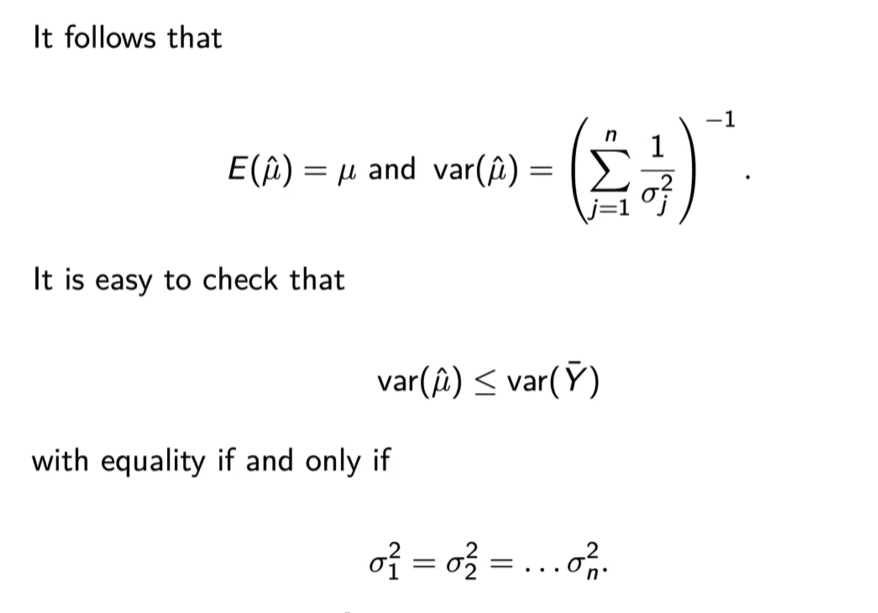 It follows that
E(μ̂) = μ and var(μ̂) = (∑_{j=1}^{n} 1/σ_j^2)^{-1}.
It is easy to check that
var(μ̂) ≤ var(Ȳ)
with equality if and only if
σ_1^2 = σ_2^2 = ... σ_n^2.